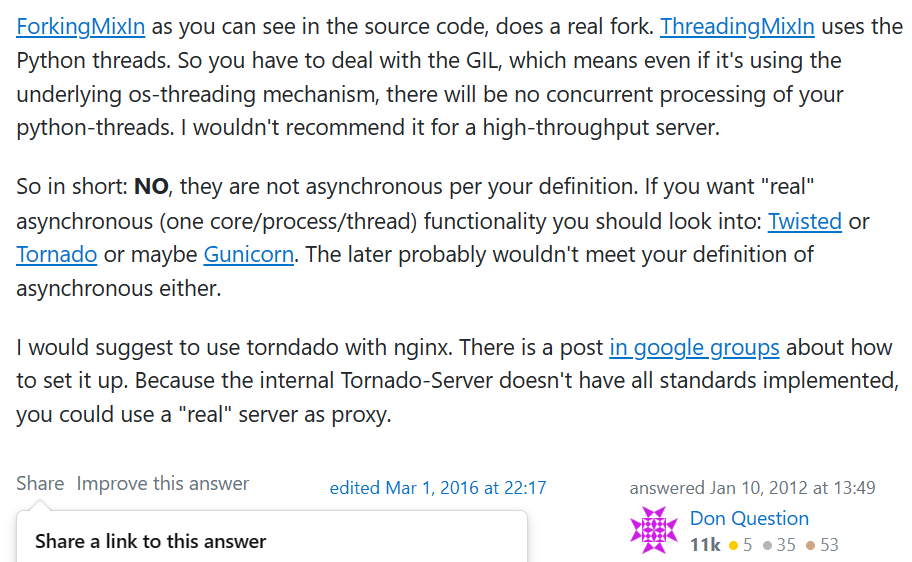 ForkingMixIn as you can see in the source code, does a real fork. ThreadingMixIn uses the
Python threads. So you have to deal with the GIL, which means even if it's using the
underlying os-threading mechanism, there will be no concurrent processing of your
python-threads. I wouldn't recommend it for a high-throughput server.
So in short: NO, they are not asynchronous per your definition. If you want "real"
asynchronous (one core/process/thread) functionality you should look into: Twisted or
Tornado or maybe Gunicorn. The later probably wouldn't meet your definition of
asynchronous either.
I would suggest to use torndado with nginx. There is a post in google groups about how
to set it up. Because the internal Tornado-Server doesn't have all standards implemented,
you could use a "real" server as proxy.
Share Improve this answer
edited Mar 1, 2016 at 22:17
answered Jan 10, 2012 at 13:49
Don Question
11k 5 35 53
Share a link to this answer